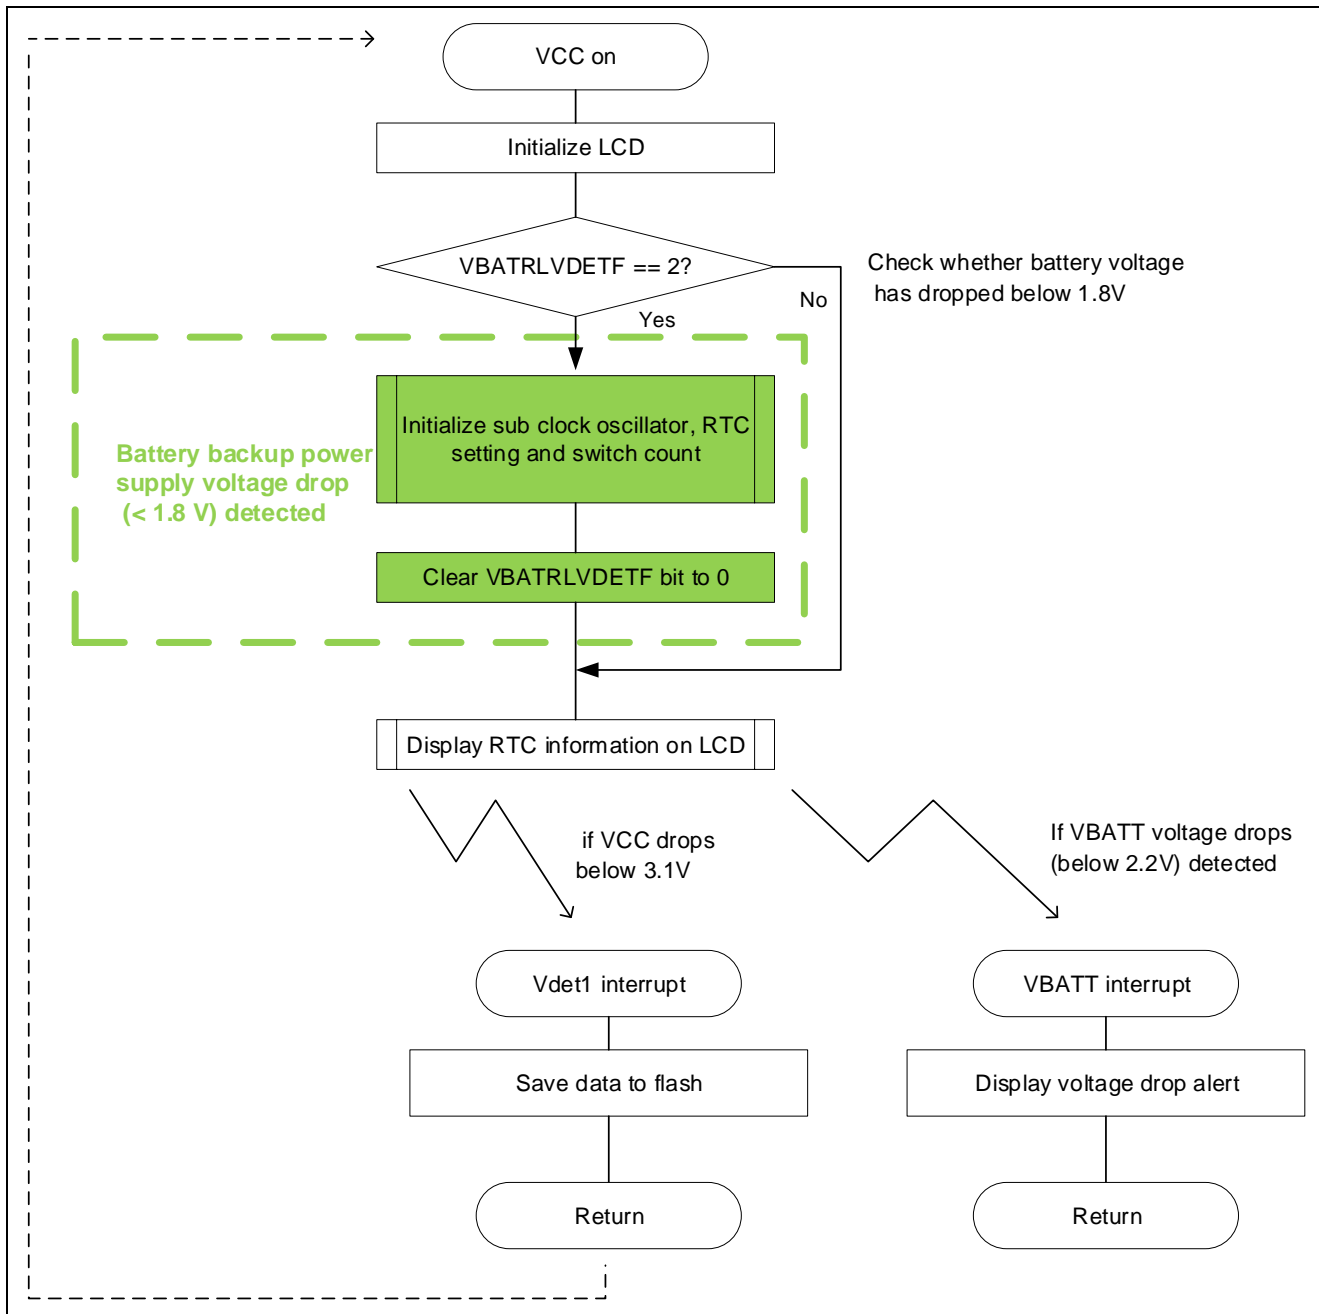 VCC on
Initialize LCD
VBATRLVDETF == 2?
Check whether battery voltage
has dropped below 1.8V
No
Yes
Initialize sub clock oscillator, RTC
setting and switch count
Battery backup power
supply voltage drop
(< 1.8 V) detected
Clear VBATRLVDETF bit to 0
Display RTC information on LCD
if VCC drops
below 3.1V
If VBATT voltage drops
(below 2.2V) detected
Vdet1 interrupt
VBATT interrupt
Save data to flash
Display voltage drop alert
Return
Return